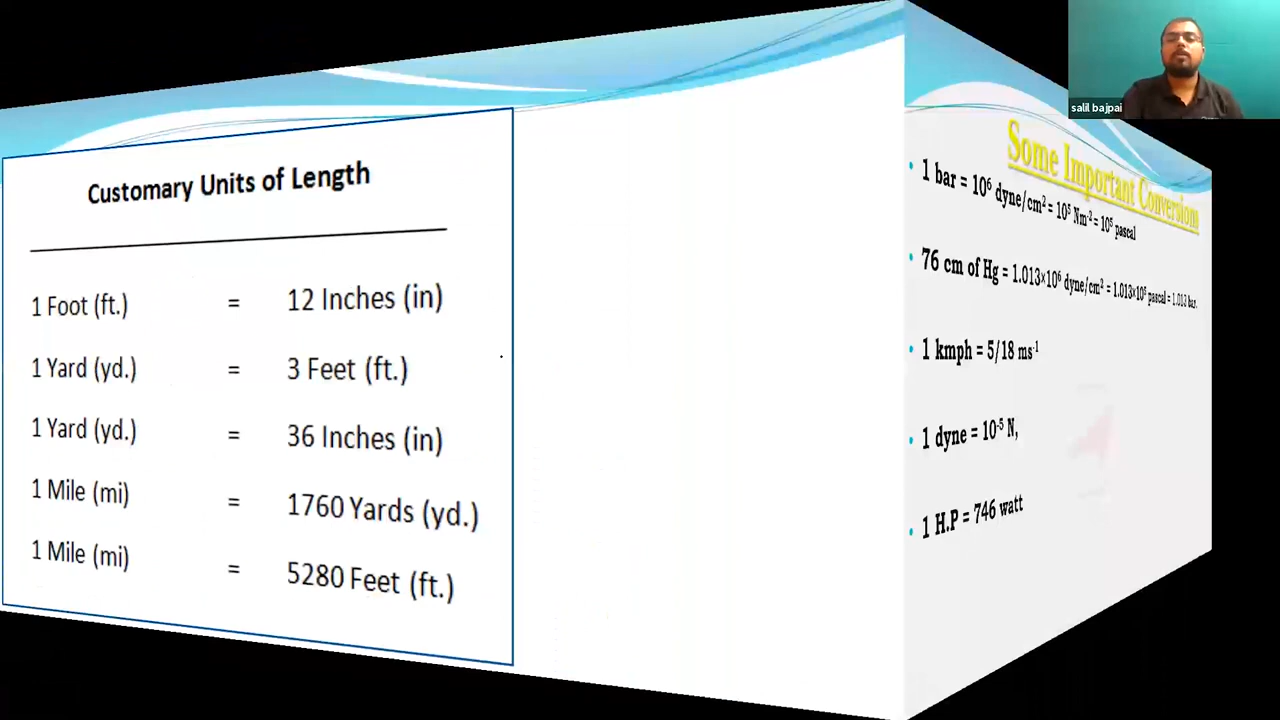 Customary Units of Length
1 Foot (ft.) = 12 Inches (in)
1 Yard (yd.) = 3 Feet (ft.)
1 Yard (yd.) = 36 Inches (in)
1 Mile (mi) = 1760 Yards (yd.)
1 Mile (mi) = 5280 Feet (ft.)
salil bajpai
Some Important Conversion
• 1 bar = 10⁶ dyne/cm² = 10⁵ Nm⁻² = 10⁵ pascal
• 76 cm of Hg = 1.013×10⁶ dyne/cm² = 1.013×10⁵ pascal = 1.013 bar.
• 1 kmph = 5/18 ms⁻¹
• 1 dyne = 10⁻⁵ N,
• 1 H.P = 746 watt